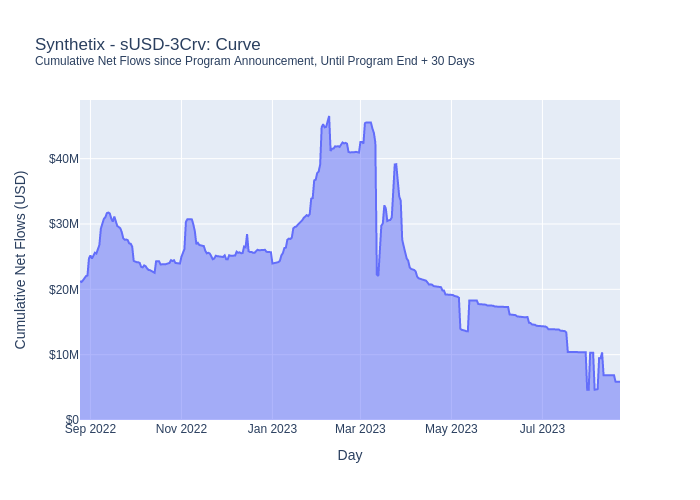 Synthetix - sUSD-3Crv: Curve
Cumulative Net Flows since Program Announcement, Until Program End + 30 Days
Cumulative Net Flows (USD)
$40M
$30M
$20M
$10M
$0
Sep 2022 Nov 2022 Jan 2023 Mar 2023 May 2023 Jul 2023
Day